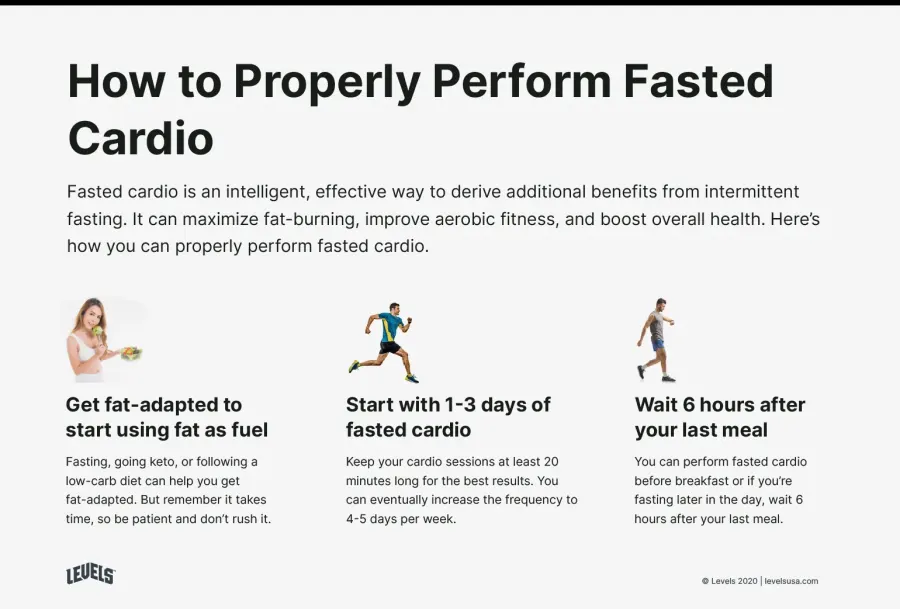 How to Properly Perform Fasted
Cardio
Fasted cardio is an intelligent, effective way to derive additional benefits from intermittent
fasting. It can maximize fat-burning, improve aerobic fitness, and boost overall health. Here’s
how you can properly perform fasted cardio.
Get fat-adapted to
start using fat as fuel
Fasting, going keto, or following a
low-carb diet can help you get
fat-adapted. But remember it takes
time, so be patient and don’t rush it.
Start with 1-3 days of
fasted cardio
Keep your cardio sessions at least 20
minutes long for the best results. You
can eventually increase the frequency to
4-5 days per week.
Wait 6 hours after
your last meal
You can perform fasted cardio
before breakfast or if you’re
fasting later in the day, wait 6
hours after your last meal.
LEVELS
© Levels 2020 | levelsusa.com